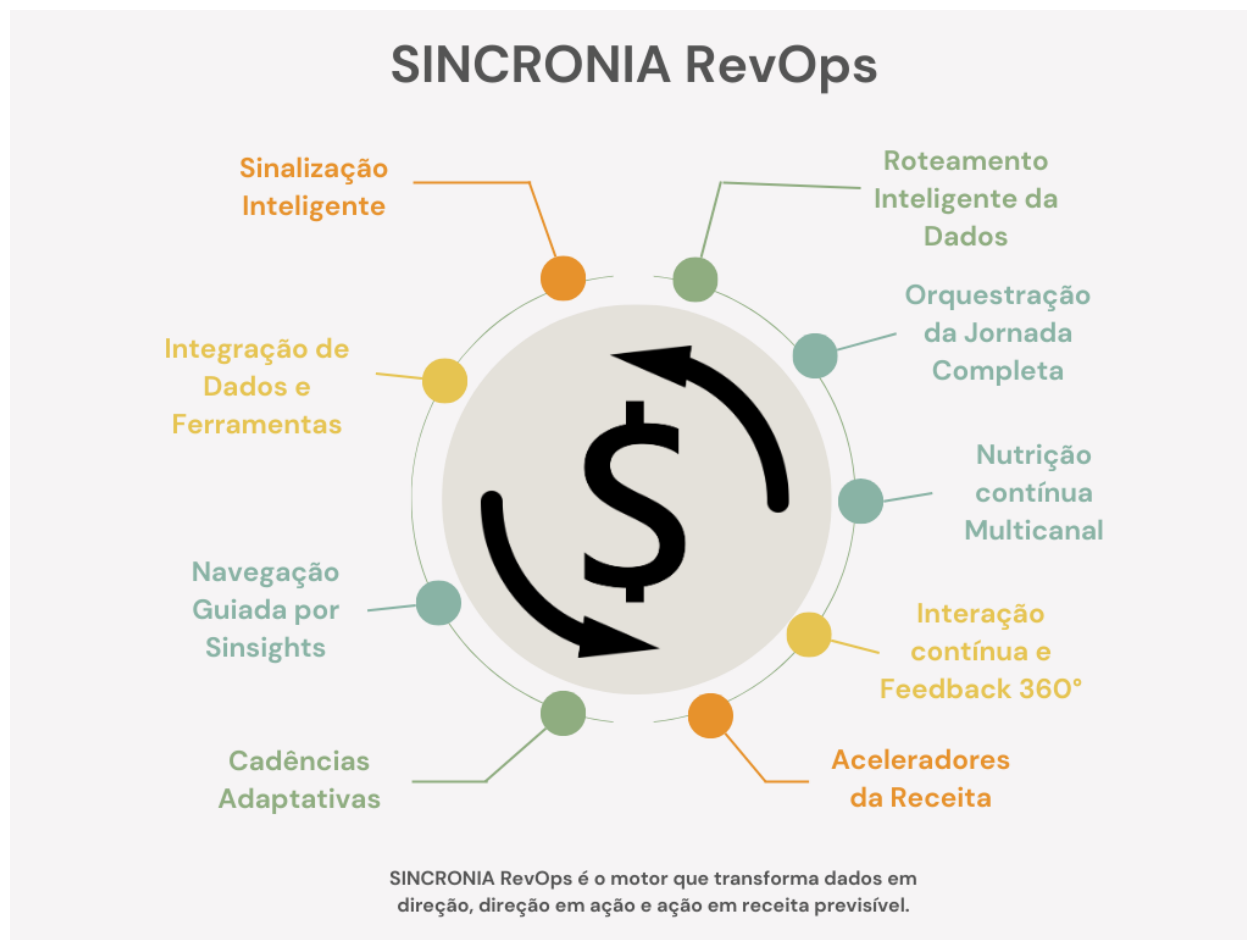 SINCRONIA RevOps
Sinalização
Inteligente
Integração de
Dados e
Ferramentas
Navegação
Guiada por
Sinsights
Cadências
Adaptativas
Roteamento
Inteligente da
Dados
Orquestração
da Jornada
Completa
Nutrição
contínua
Multicanal
Interação
contínua e
Feedback 360°
Aceleradores
da Receita
$
SINCRONIA RevOps é o motor que transforma dados em
direção, direção em ação e ação em receita previsível.